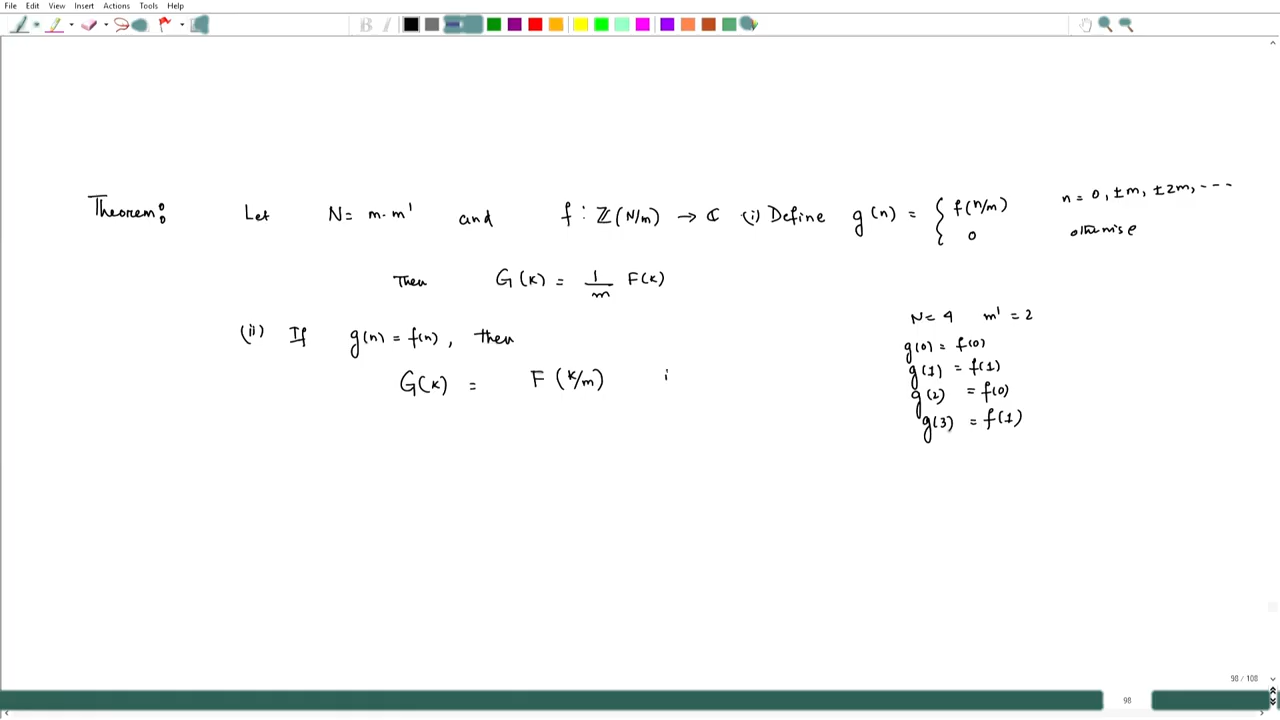 File Edit View Insert Actions Tools Help
B I
Theorem: Let N = m·m' and f : ℤ(N/m) → ℂ (i) Define g(n) = { f(n/m) n = 0, ±m, ±2m, ---
0 otherwise
Then G(k) = 1/m F(k)
(ii) If g(n) = f(n), then
G(k) = F(k/m) i
N = 4 m' = 2
g(0) = f(0)
g(1) = f(1)
g(2) = f(0)
g(3) = f(1)
98 / 108
98